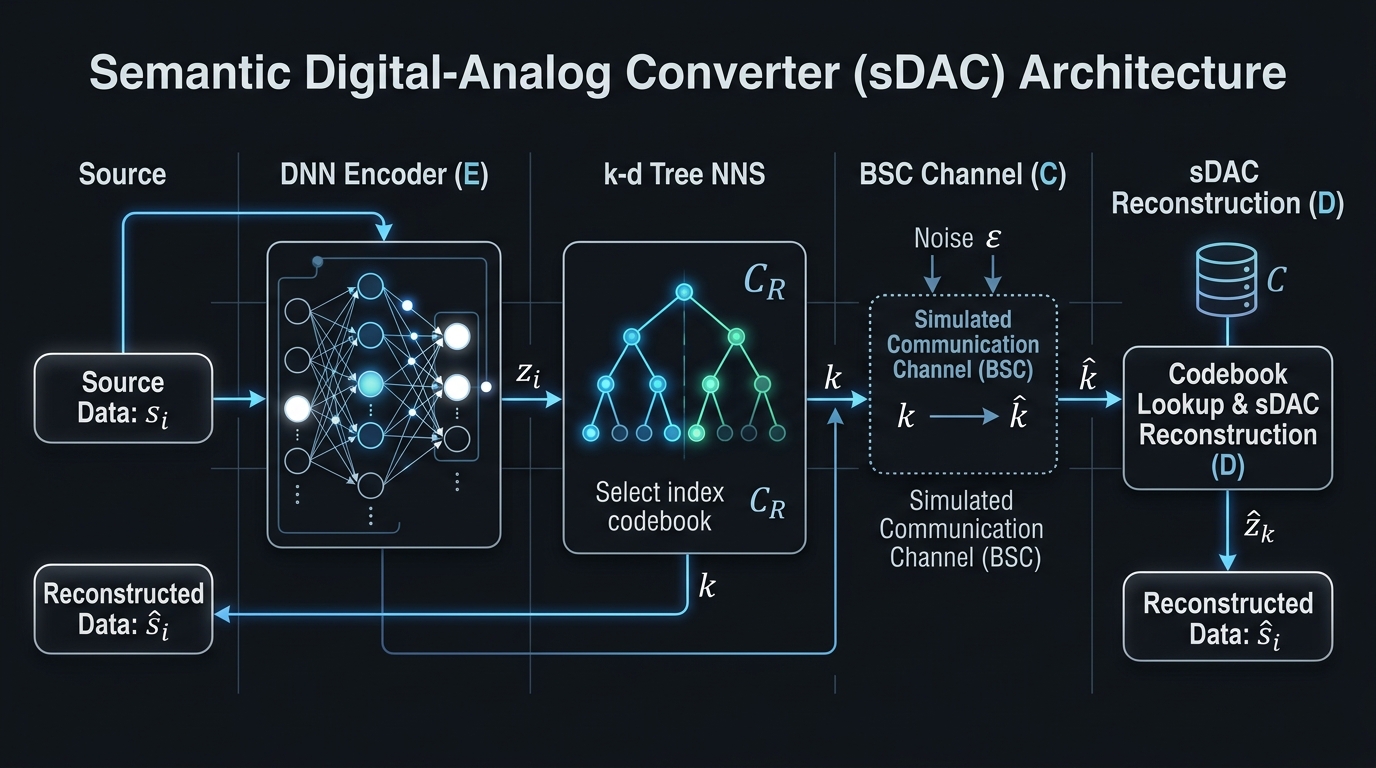 Semantic Digital-Analog Converter (sDAC) Architecture
Source
DNN Encoder (E)
k-d Tree NNS
BSC Channel (C)
sDAC
Reconstruction (D)
Source
Data: s_i
z_i
C_R
Select index
codebook
C_R
k
k
Noise ε
Simulated
Communication
Channel (BSC)
k → k̂
Simulated
Communication
Channel (BSC)
k̂
C
Codebook
Lookup & sDAC
Reconstruction
(D)
ẑ_k
Reconstructed
Data: ŝ_i
Reconstructed
Data: ŝ_i